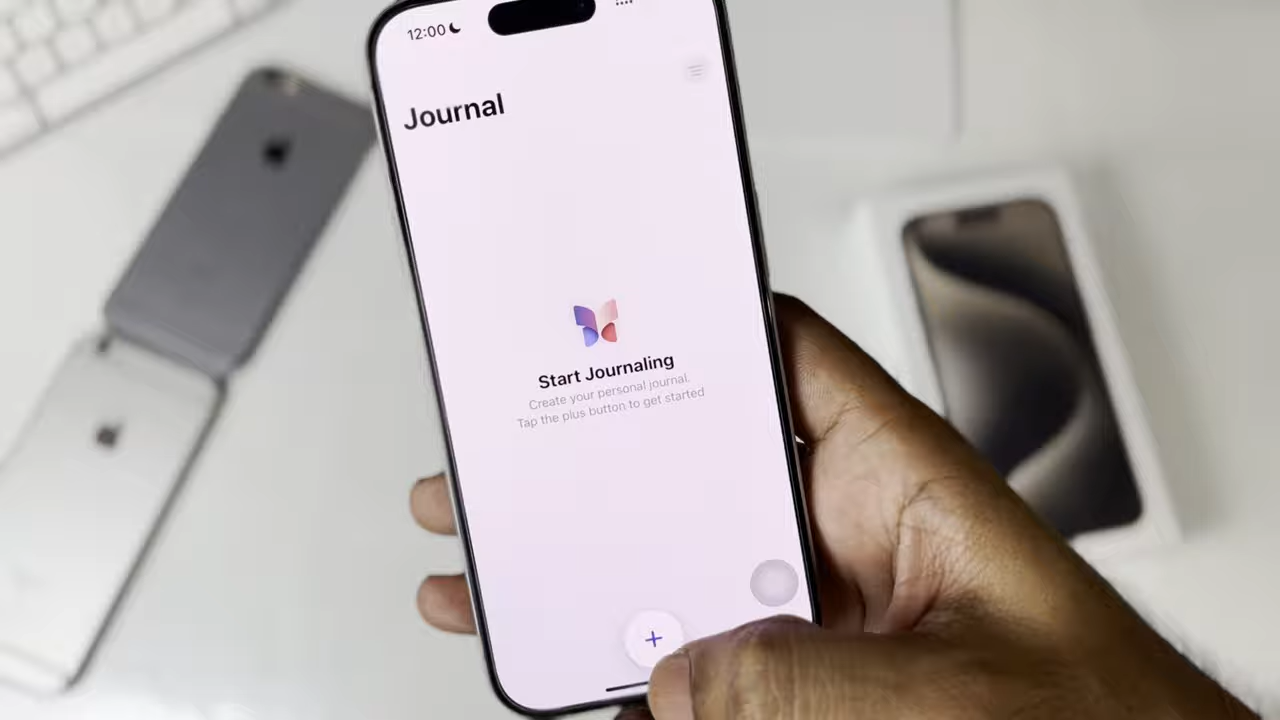 12:00
Journal
Start Journaling
Create your personal journal.
Tap the plus button to get started